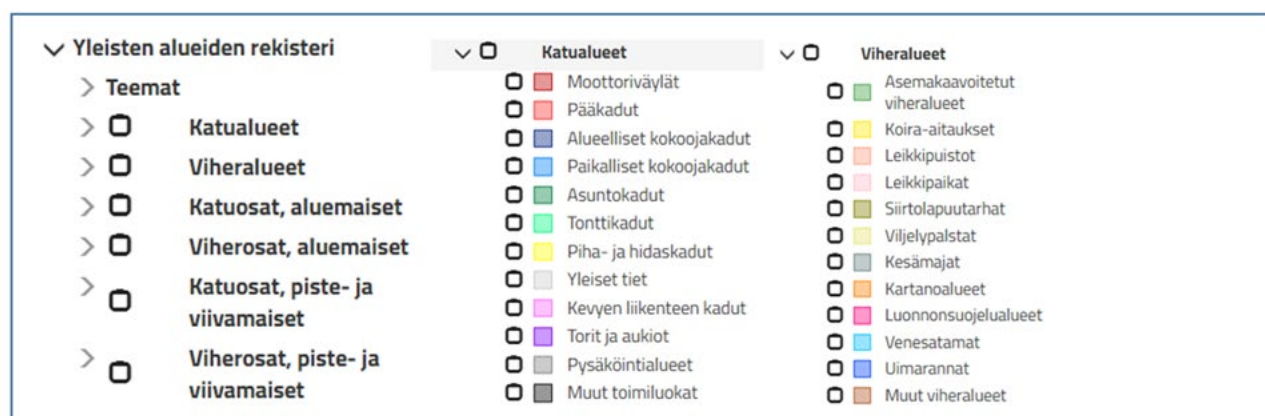 Yleisten alueiden rekisteri
Teemat
Katualueet
Viheralueet
Katuosat, aluemaiset
Viherosat, aluemaiset
Katuosat, piste- ja
viivamaiset
Viherosat, piste- ja
viivamaiset
Katualueet
Moottoriväylät
Pääkadut
Alueelliset kokoojakadut
Paikalliset kokoojakadut
Asuntokadut
Tonttikadut
Piha- ja hidaskadut
Yleiset tiet
Kevyen liikenteen kadut
Torit ja aukiot
Pysäköintialueet
Muut toimiluokat
Viheralueet
Asemakaavoitetut
viheralueet
Koira-aitaukset
Leikkipuistot
Leikkipaikat
Siirtolapuutarhat
Viljelypalstat
Kesämajat
Kartanoalueet
Luonnonsuojelualueet
Venesatamat
Uimarannat
Muut viheralueet